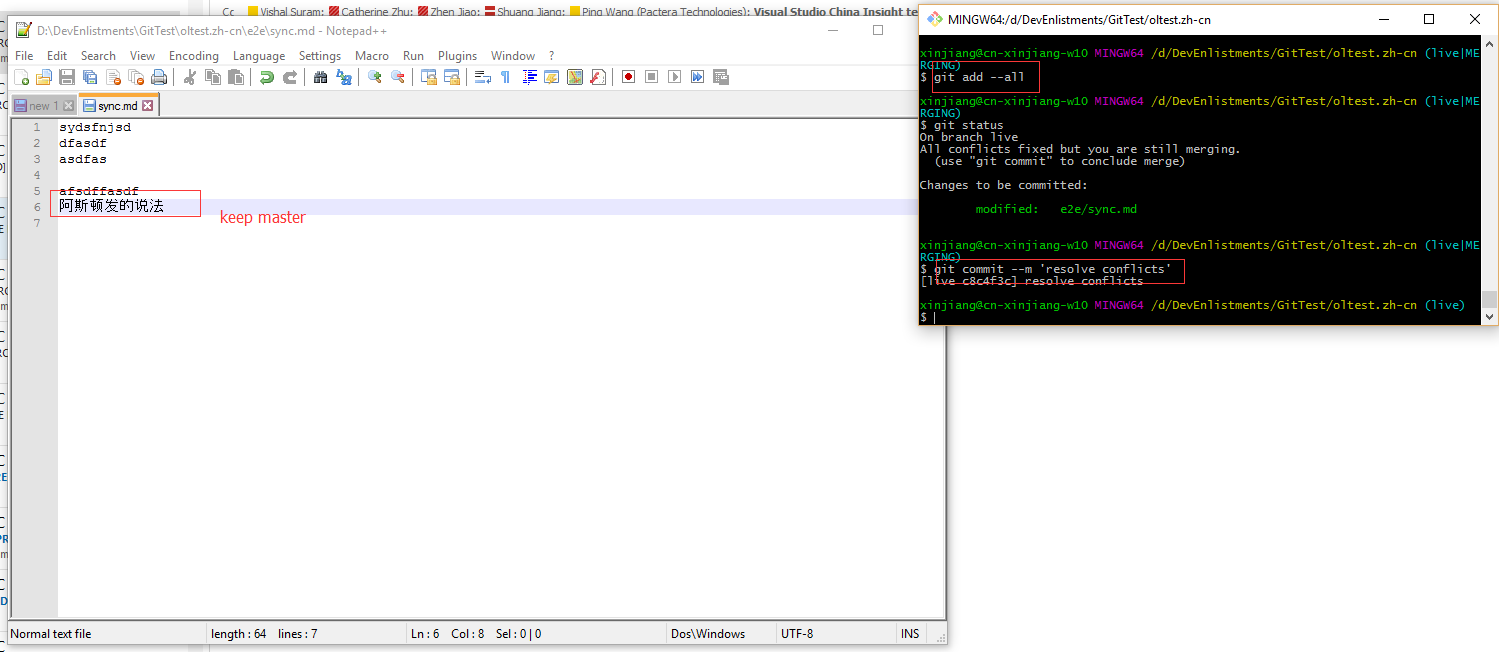 Cc Vishal Suram; Catherine Zhu; Zhen Jiao; Shuang Jiang; Ping Wang (Pactera Technologies); Visual Studio China Insight te
D:\DevEnlistments\GitTest\oltest.zh-cn\e2e\sync.md - Notepad++
File Edit Search View Encoding Language Settings Macro Run Plugins Window ?
new 1 sync.md
1 sydsfnjsd
2 dfasdf
3 asdfas
4
5 afsdffasdf
6 阿斯顿发的说法
7
keep master
Normal text file length : 64 lines : 7 Ln : 6 Col : 8 Sel : 0 | 0 Dos\Windows UTF-8 INS
MINGW64:/d/DevEnlistments/GitTest/oltest.zh-cn
xinjiang@cn-xinjiang-w10 MINGW64 /d/DevEnlistments/GitTest/oltest.zh-cn (live|ME
RGING)
$ git add --all
xinjiang@cn-xinjiang-w10 MINGW64 /d/DevEnlistments/GitTest/oltest.zh-cn (live|ME
RGING)
$ git status
On branch live
All conflicts fixed but you are still merging.
(use "git commit" to conclude merge)
Changes to be committed:
modified: e2e/sync.md
xinjiang@cn-xinjiang-w10 MINGW64 /d/DevEnlistments/GitTest/oltest.zh-cn (live|ME
RGING)
$ git commit --m 'resolve conflicts'
[live c8c4f3c] resolve conflicts
xinjiang@cn-xinjiang-w10 MINGW64 /d/DevEnlistments/GitTest/oltest.zh-cn (live)
$